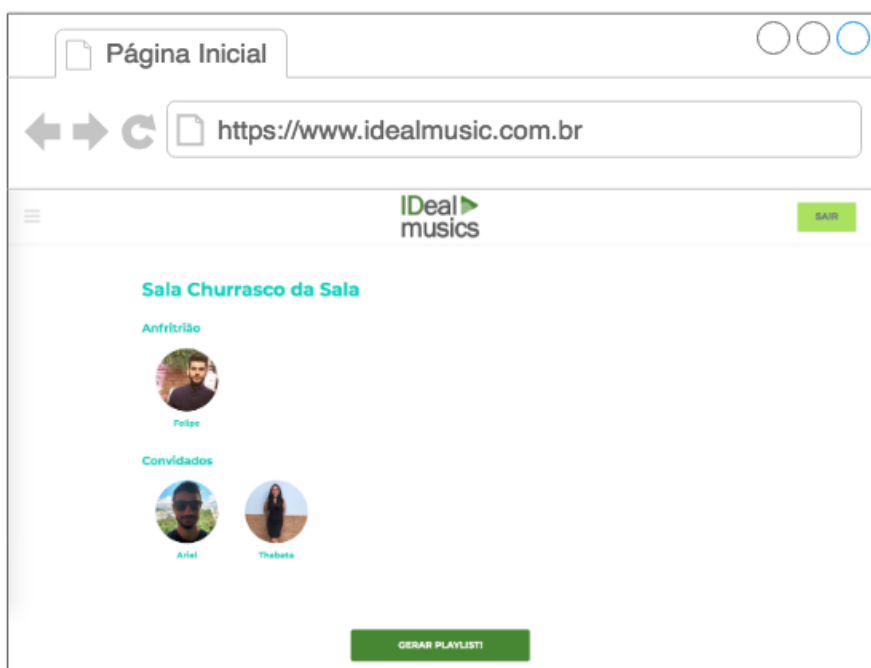 Página Inicial
https://www.idealmusic.com.br
IDeal
musics
SAIR
Sala Churrasco da Sala
Anfritrião
Felipe
Convidados
Ariel
Thabata
GERAR PLAYLIST!